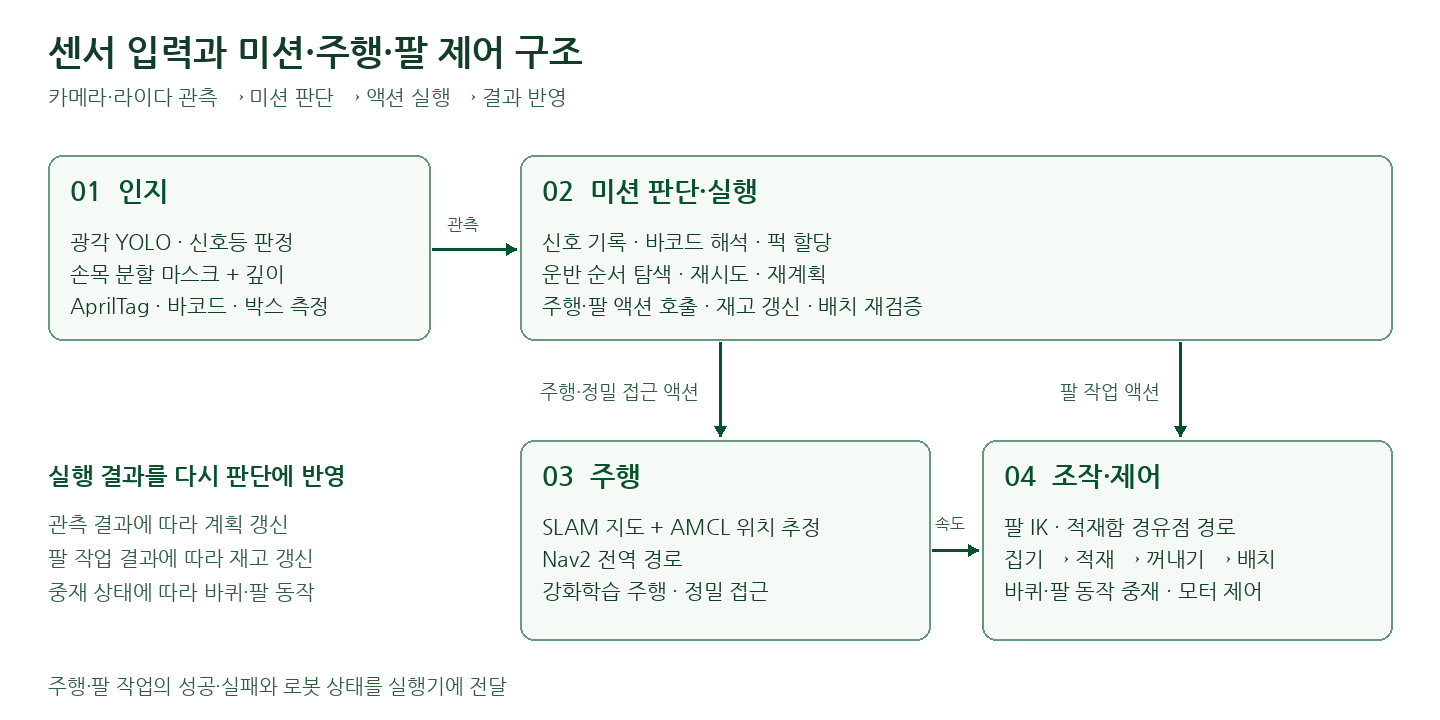 센서 입력과 미션·주행·팔 제어 구조
카메라·라이다 관측 → 미션 판단 → 액션 실행 → 결과 반영
01 인지
광각 YOLO · 신호등 판정
손목 분할 마스크 + 깊이
AprilTag · 바코드 · 박스 측정
관측
02 미션 판단·실행
신호 기록 · 바코드 해석 · 퍽 할당
운반 순서 탐색 · 재시도 · 재계획
주행·팔 액션 호출 · 재고 갱신 · 배치 재검증
주행·정밀 접근 액션
팔 작업 액션
실행 결과를 다시 판단에 반영
관측 결과에 따라 계획 갱신
팔 작업 결과에 따라 재고 갱신
중재 상태에 따라 바퀴·팔 동작
03 주행
SLAM 지도 + AMCL 위치 추정
Nav2 전역 경로
강화학습 주행 · 정밀 접근
속도
04 조작·제어
팔 IK · 적재함 경유점 경로
집기 → 적재 → 꺼내기 → 배치
바퀴·팔 동작 중재 · 모터 제어
주행·팔 작업의 성공·실패와 로봇 상태를 실행기에 전달